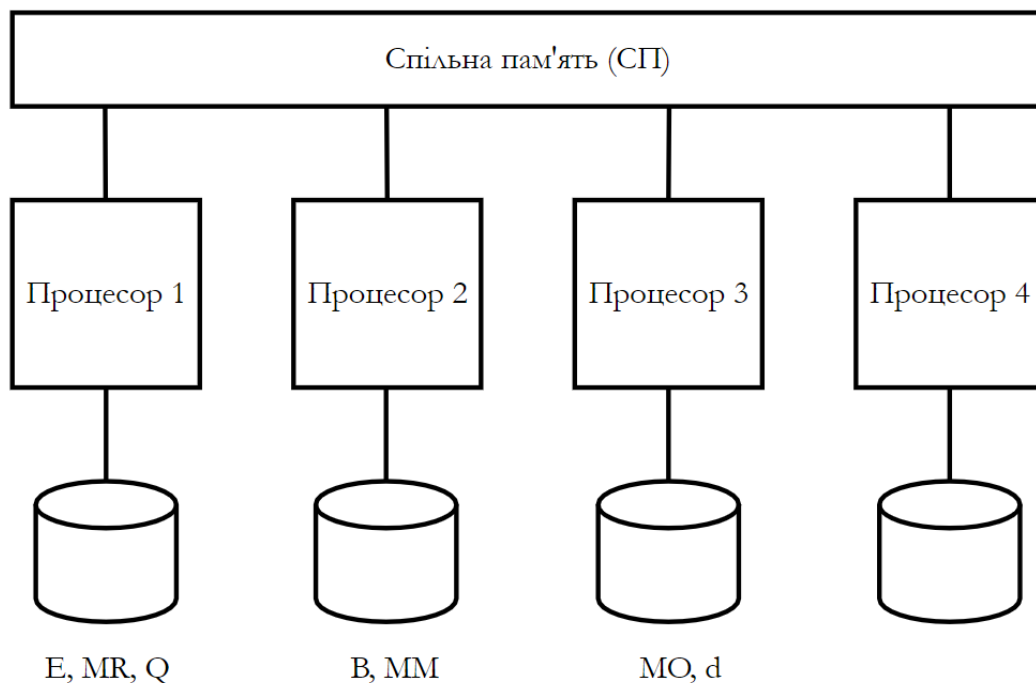 Спільна пам'ять (СП)
Процесор 1
Процесор 2
Процесор 3
Процесор 4
E, MR, Q
B, MM
MO, d